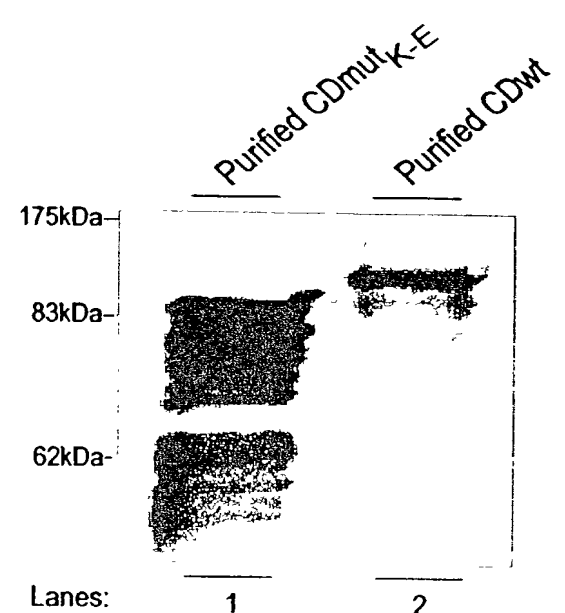 Purified CDmutK-E
Purified CDwt
175kDa
83kDa
62kDa
Lanes: 1 2